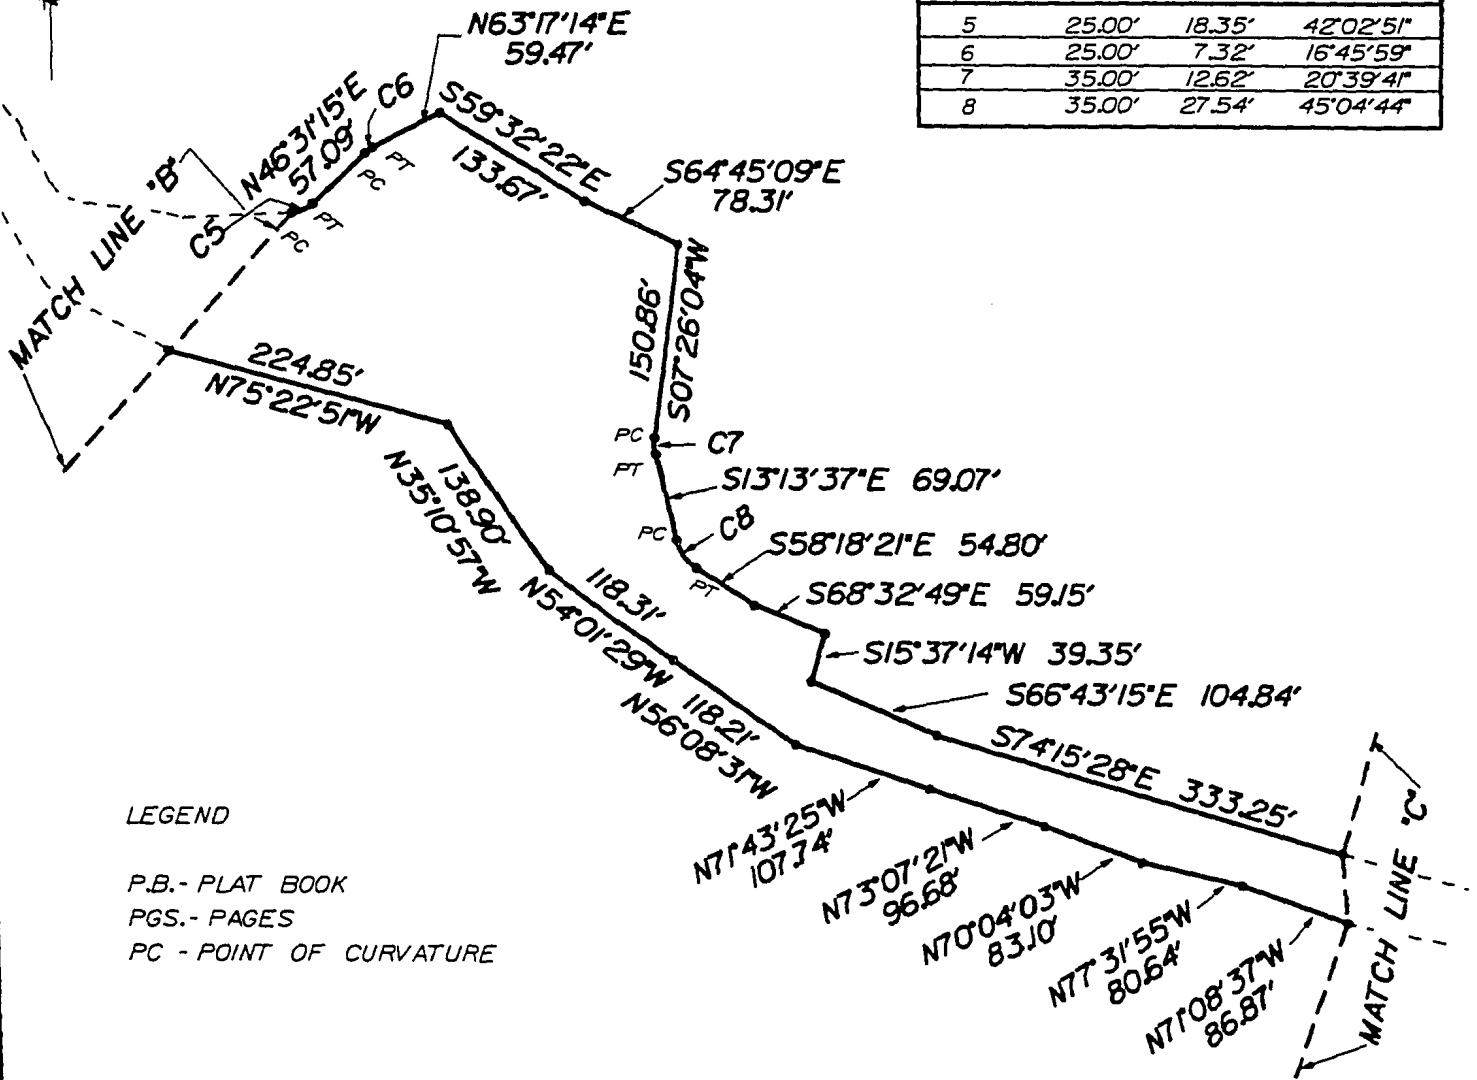 5 25.00' 18.35' 42°02'51"
6 25.00' 7.32' 16°45'59"
7 35.00' 12.62' 20°39'41"
8 35.00' 27.54' 45°04'44"
N63°17'14"E
59.47'
C6
N46°31'15"E
57.09'
PT
PC
S59°32'22"E
133.67'
S64°45'09"E
78.31'
MATCH LINE "B"
C5
PT
PC
150.86'
S07°26'04"W
224.85'
N75°22'51"W
PC
C7
PT
S13°13'37"E 69.07'
138.90'
N35°10'57"W
PC
C8
S58°18'21"E 54.80'
PT
S68°32'49"E 59.15'
118.31'
N54°01'29"W
S15°37'14"W 39.35'
S66°43'15"E 104.84'
118.21'
N56°08'31"W
S74°15'28"E 333.25'
MATCH LINE "C"
N71°43'25"W
107.74'
N73°07'21"W
96.68'
N70°04'03"W
83.10'
N77°31'55"W
80.64'
N71°08'37"W
86.87'
LEGEND
P.B.- PLAT BOOK
PGS.- PAGES
PC - POINT OF CURVATURE